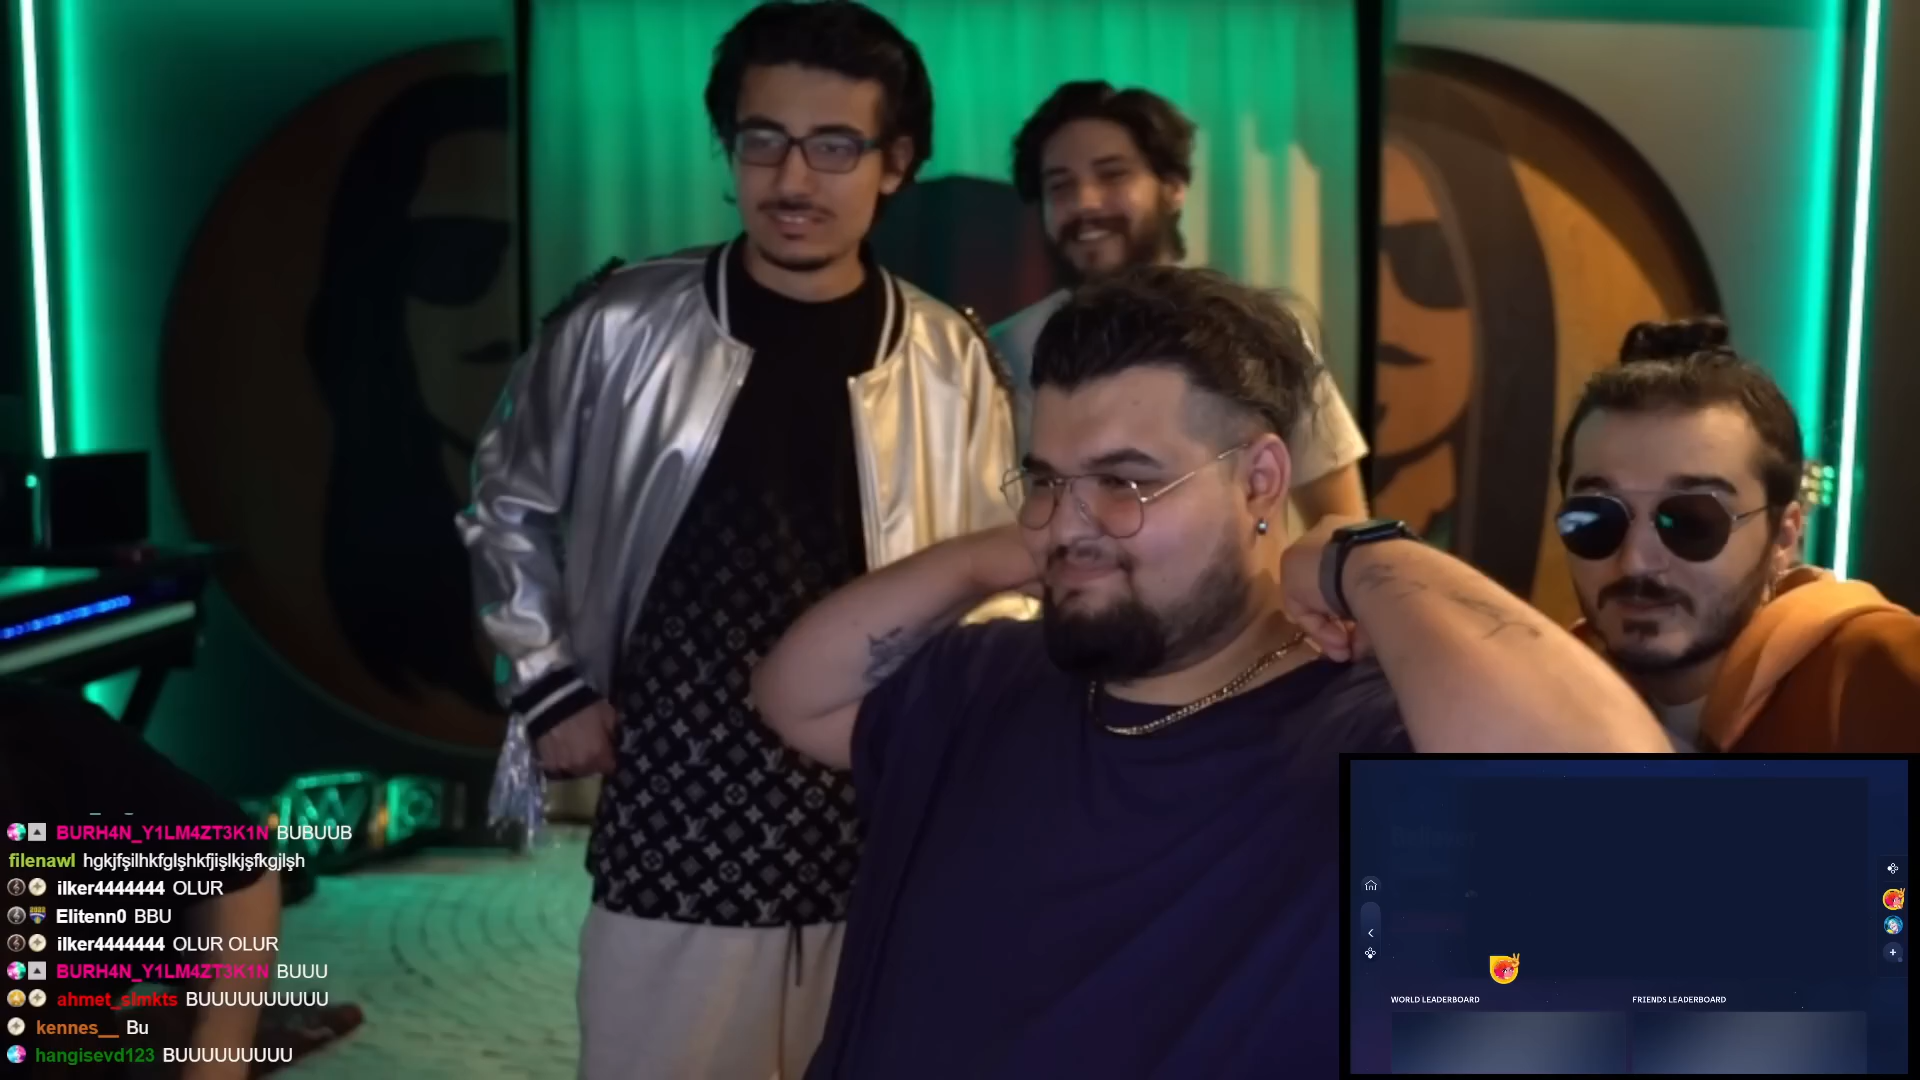 BURH4N_Y1LM4ZT3K1N BUBUUB
filenawl hgkjfşilhkfglşhkfjişlkjşfkgjlşh
ilker4444444 OLUR
Elitenn0 BBU
ilker4444444 OLUR OLUR
BURH4N_Y1LM4ZT3K1N BUUU
ahmet_slmkts BUUUUUUUUUU
kennes__ Bu
hangisevd123 BUUUUUUUUU
WORLD LEADERBOARD
FRIENDS LEADERBOARD